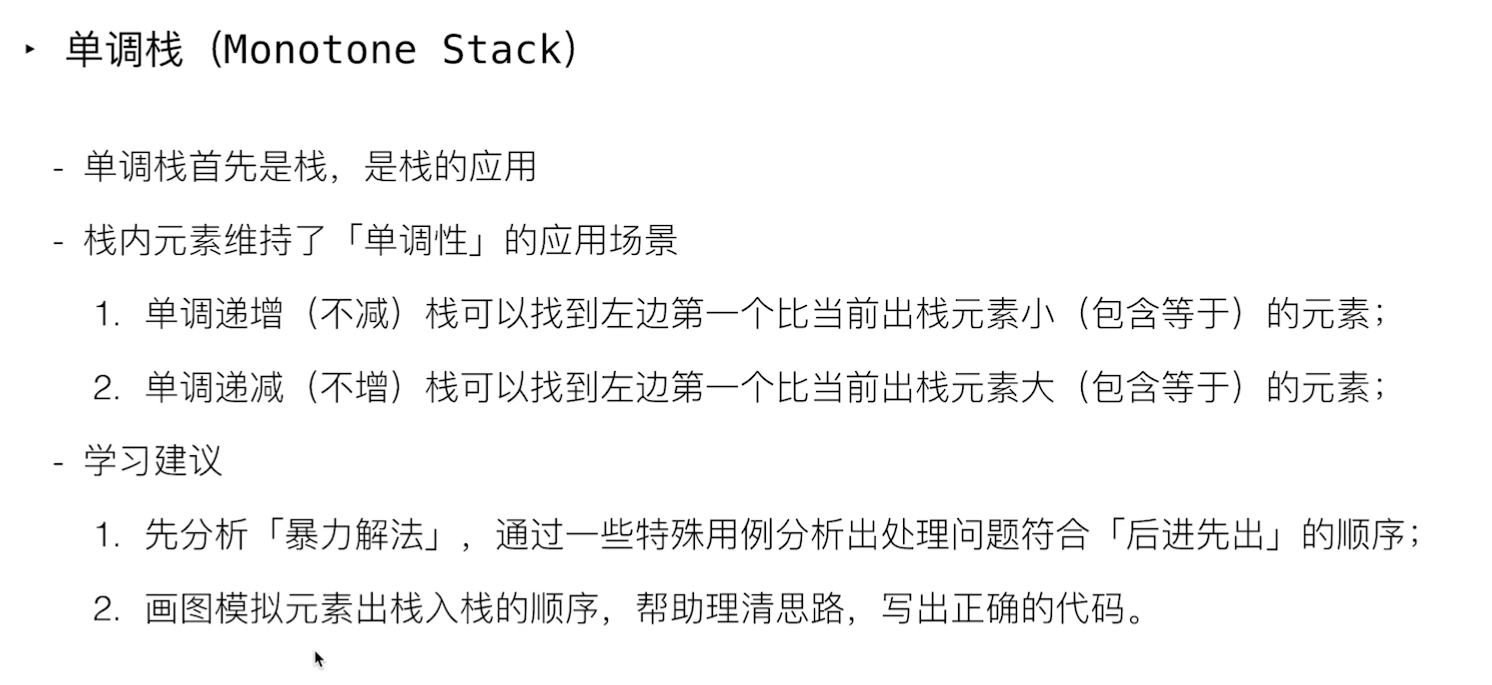 ‣ 单调栈（Monotone Stack）
- 单调栈首先是栈，是栈的应用
- 栈内元素维持了「单调性」的应用场景
1. 单调递增（不减）栈可以找到左边第一个比当前出栈元素小（包含等于）的元素；
2. 单调递减（不增）栈可以找到左边第一个比当前出栈元素大（包含等于）的元素；
- 学习建议
1. 先分析「暴力解法」，通过一些特殊用例分析出处理问题符合「后进先出」的顺序；
2. 画图模拟元素出栈入栈的顺序，帮助理清思路，写出正确的代码。